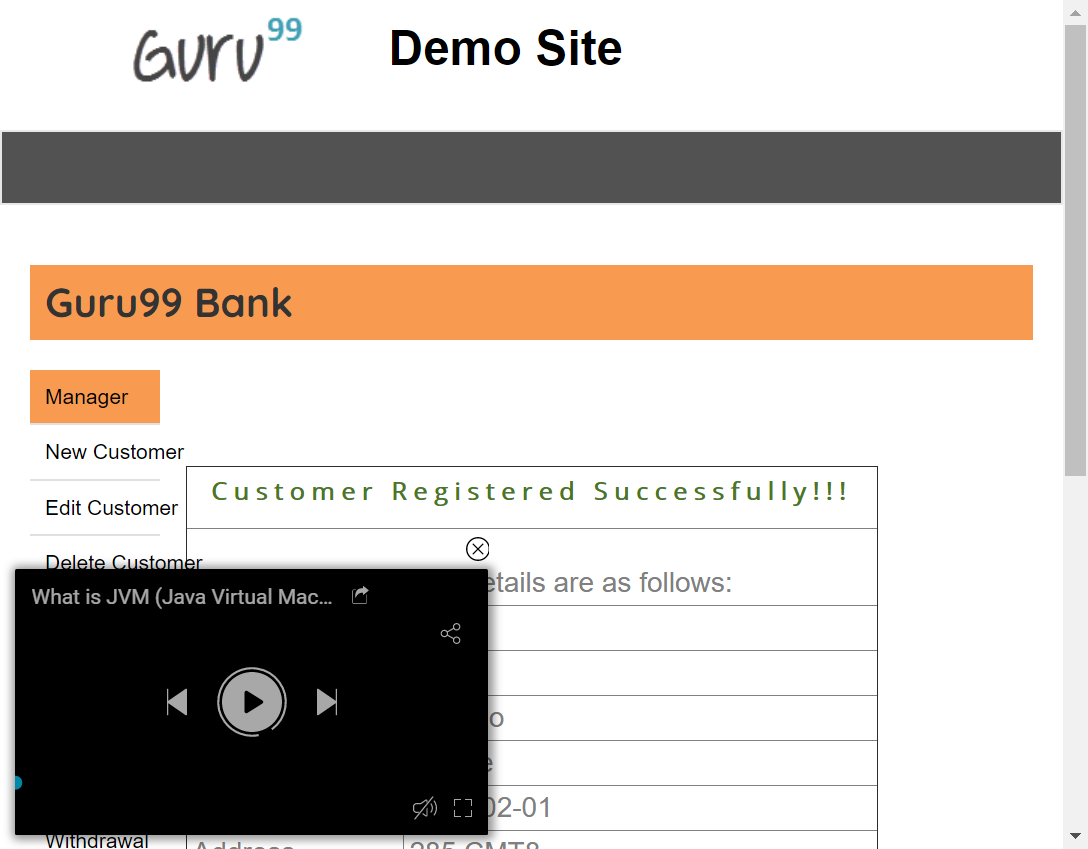 Guru99
Demo Site
Guru99 Bank
Manager
New Customer
Customer Registered Successfully!!!
Edit Customer
Delete Customer
etails are as follows:
What is JVM (Java Virtual Mac...
o
02-01
Withdrawal
Address
285 GMT8